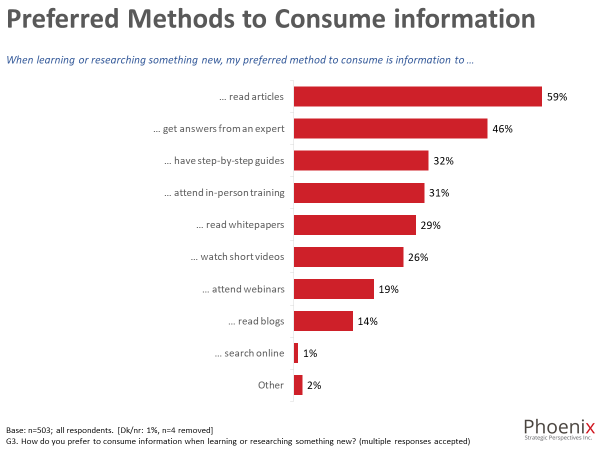 Preferred Methods to Consume information
When learning or researching something new, my preferred method to consume is information to ...
... read articles 59%
... get answers from an expert 46%
... have step-by-step guides 32%
... attend in-person training 31%
... read whitepapers 29%
... watch short videos 26%
... attend webinars 19%
... read blogs 14%
... search online 1%
Other 2%
Base: n=503; all respondents. [Dk/nr: 1%, n=4 removed]
G3. How do you prefer to consume information when learning or researching something new? (multiple responses accepted)
Phoenix
Strategic Perspectives Inc.